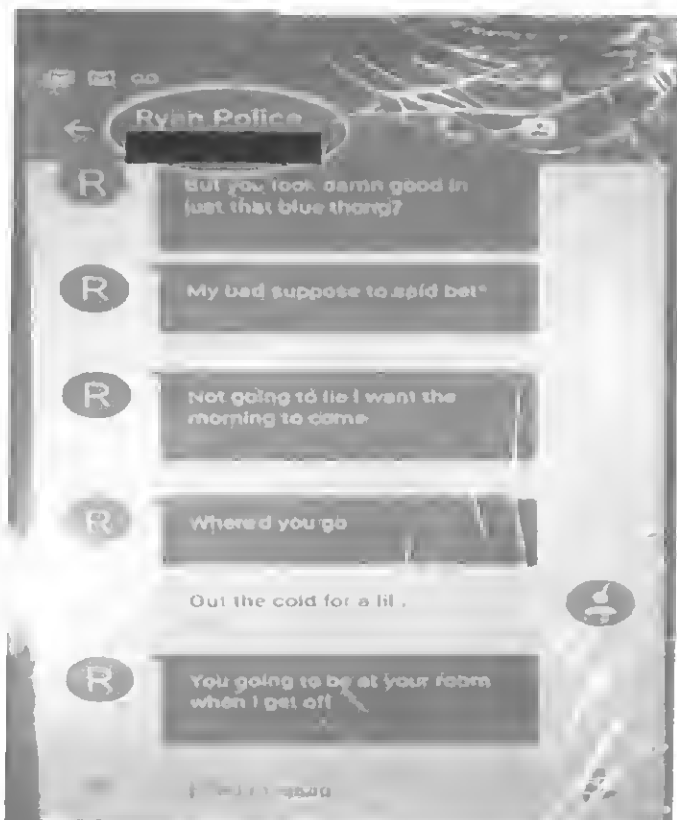 Ryan Police
But you look damn good in
just that blue thong?
R
My bad suppose to said bet*
R
Not going to lie I want the
morning to come
R
Where'd you go
R
Out the cold for a lil .
You going to be at your room
when I get off
R